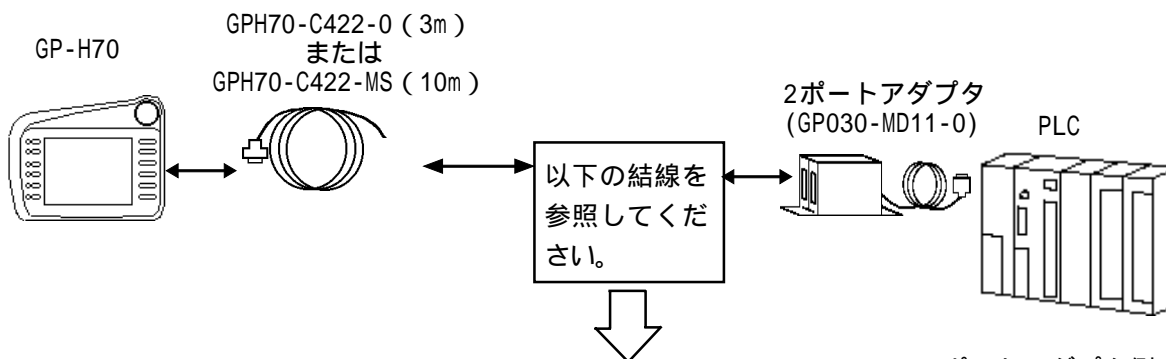 GP-H70
GPH70-C422-0(3m)
または
GPH70-C422-MS(10m)
2ポートアダプタ
(GP030-MD11-0)
PLC
以下の結線を
参照してくだ
さい。